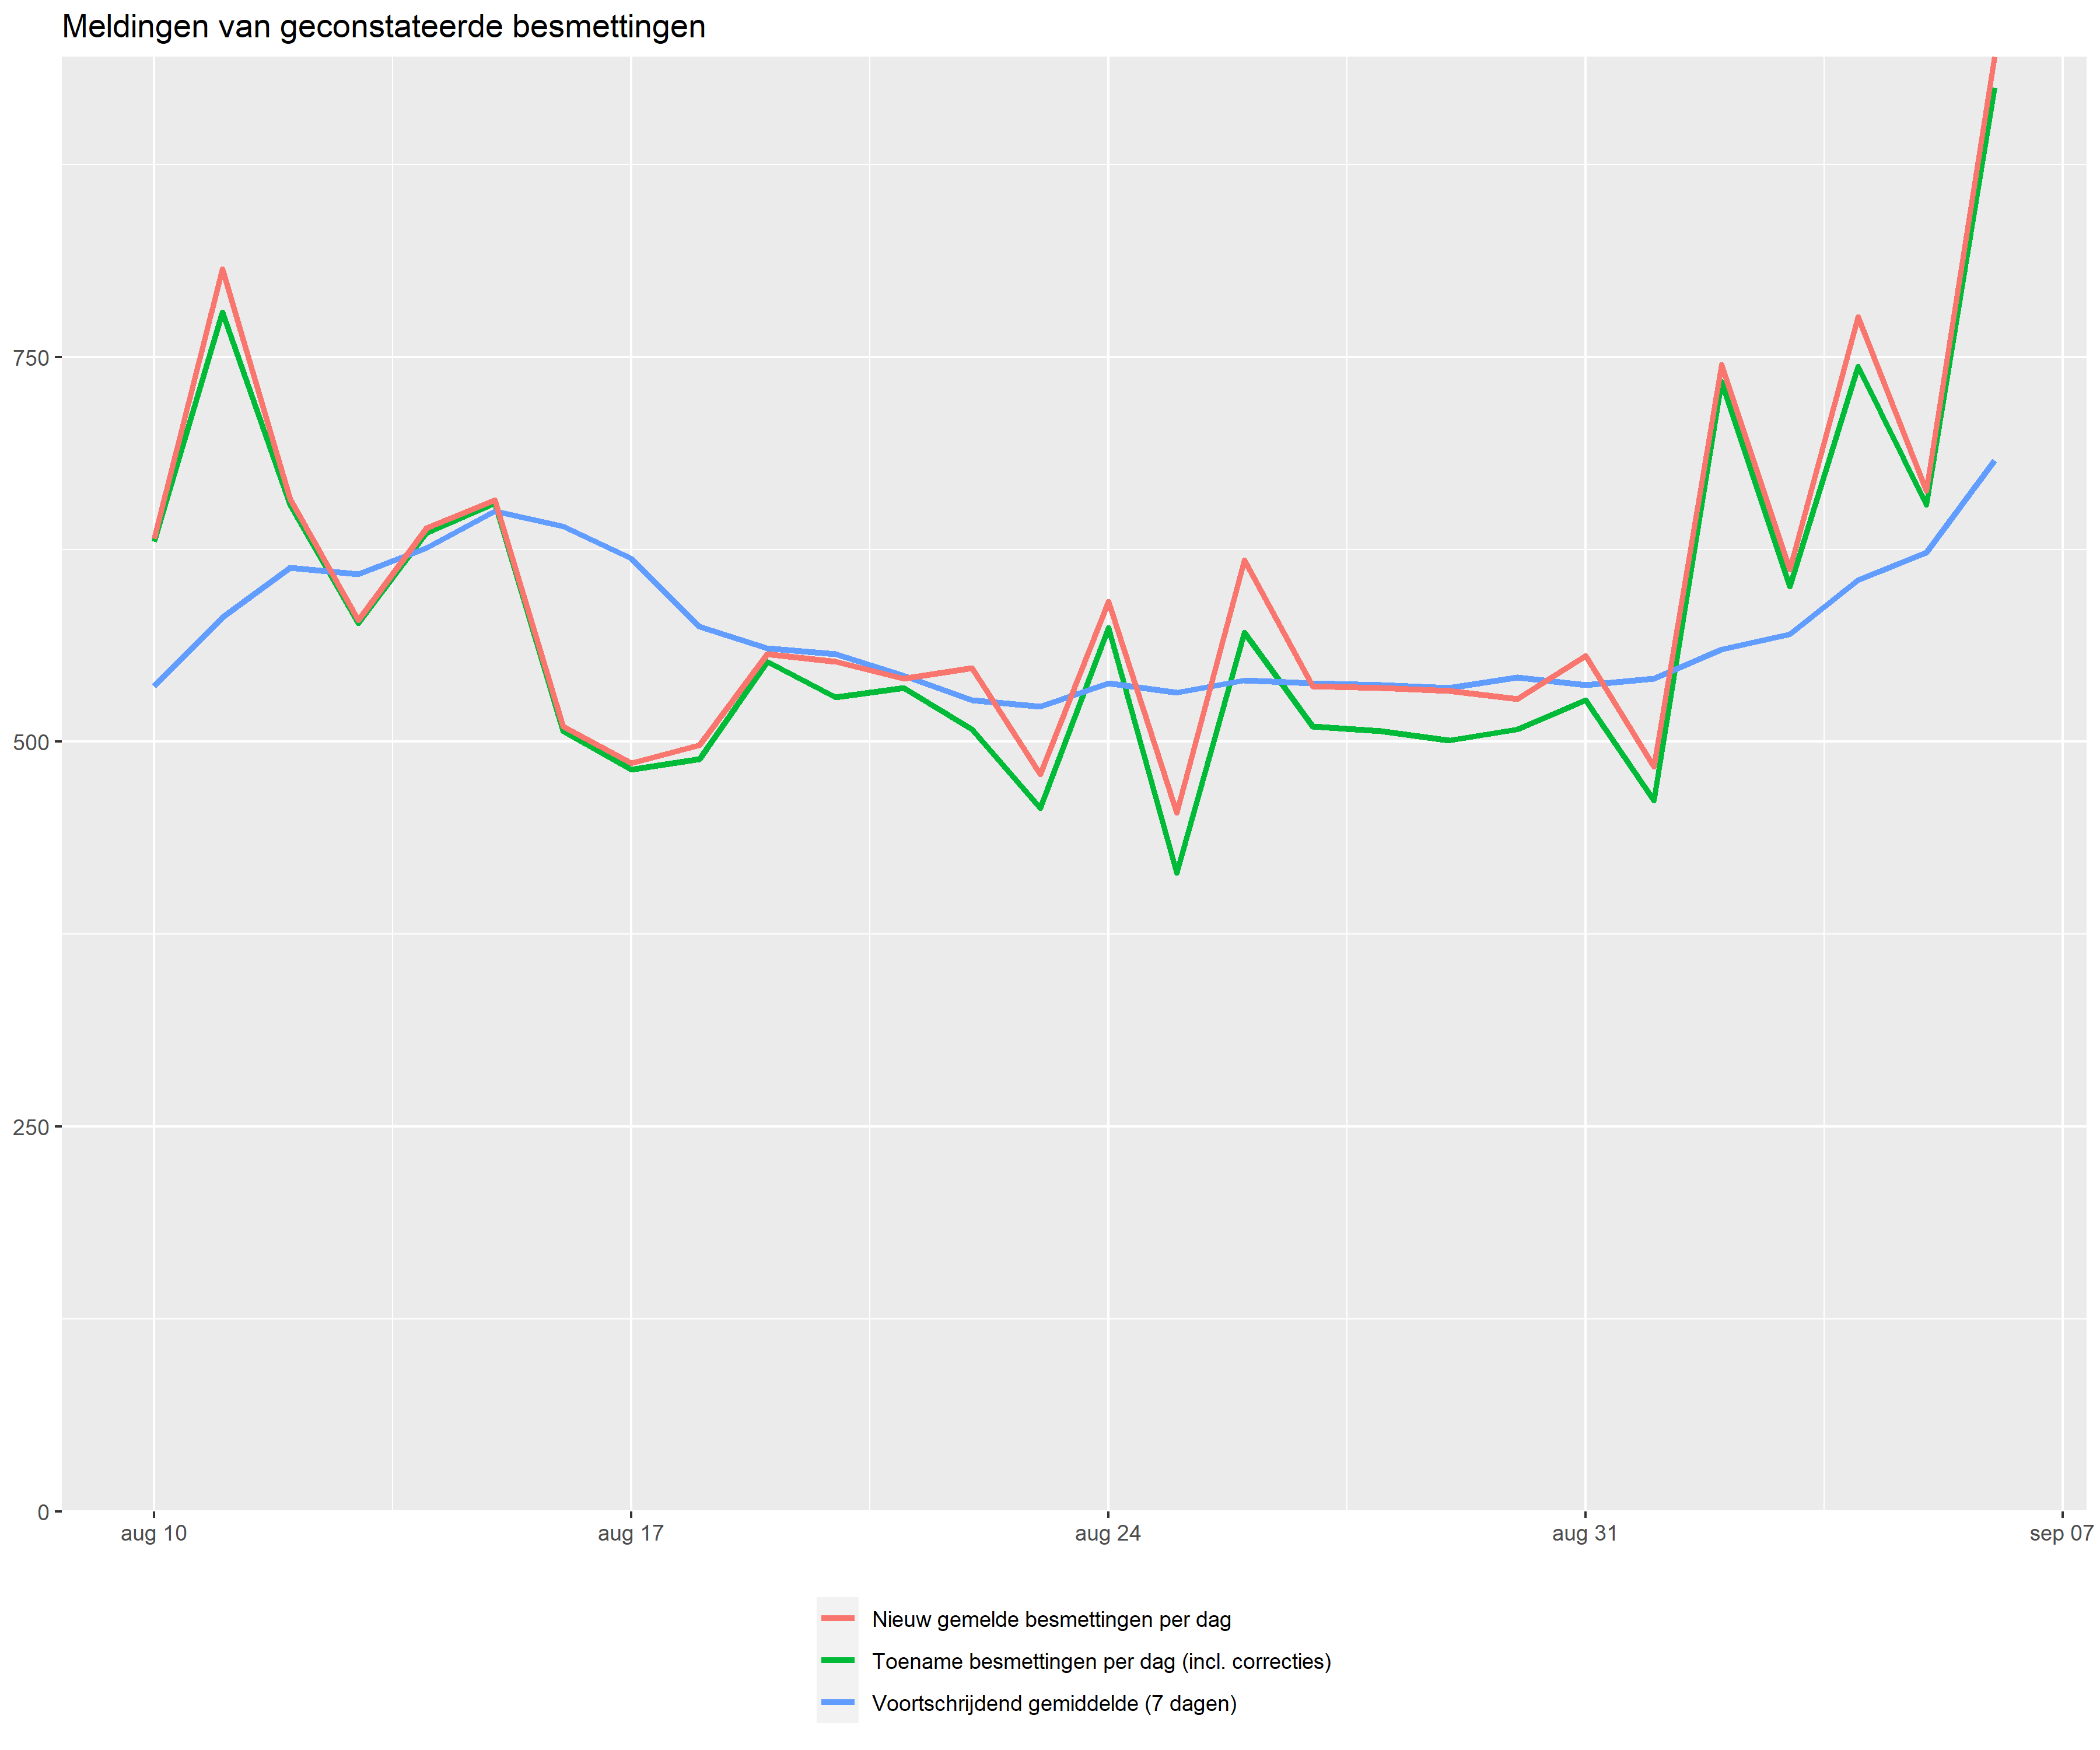 Meldingen van geconstateerde besmettingen
750
500
250
0
aug 10 aug 17 aug 24 aug 31 sep 07
Nieuw gemelde besmettingen per dag
Toename besmettingen per dag (incl. correcties)
Voortschrijdend gemiddelde (7 dagen)